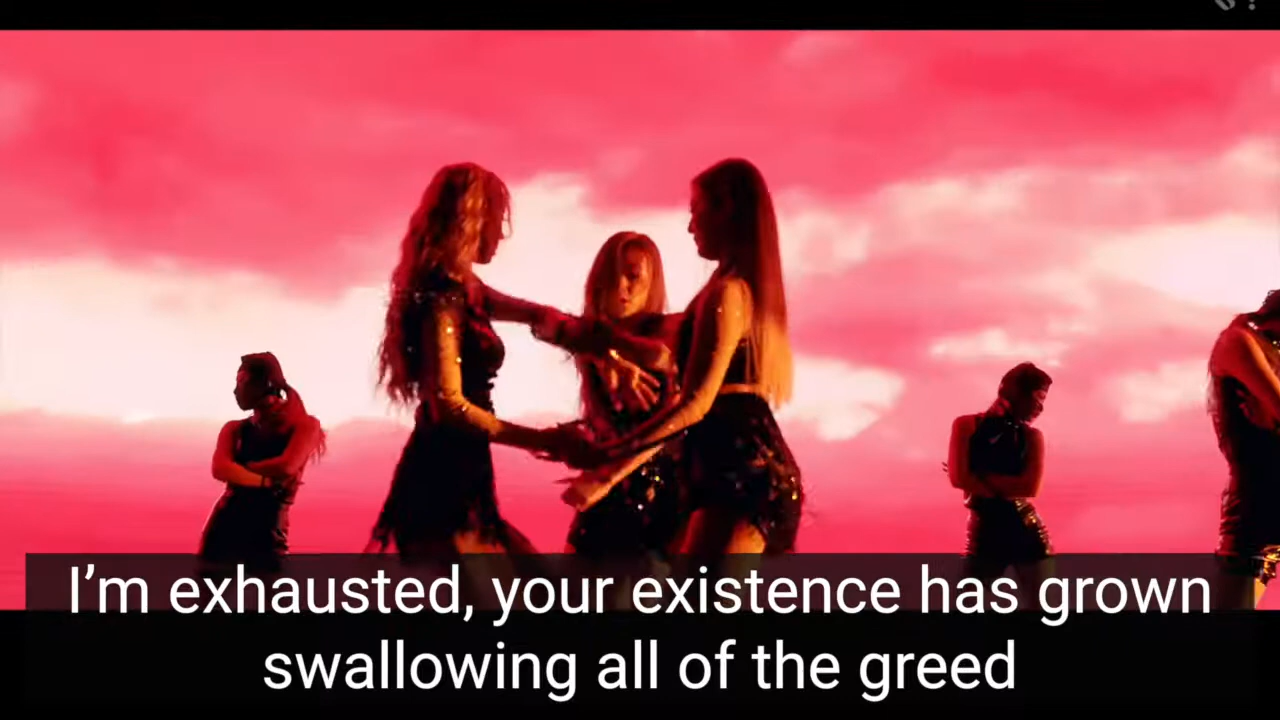 I’m exhausted, your existence has grown
swallowing all of the greed